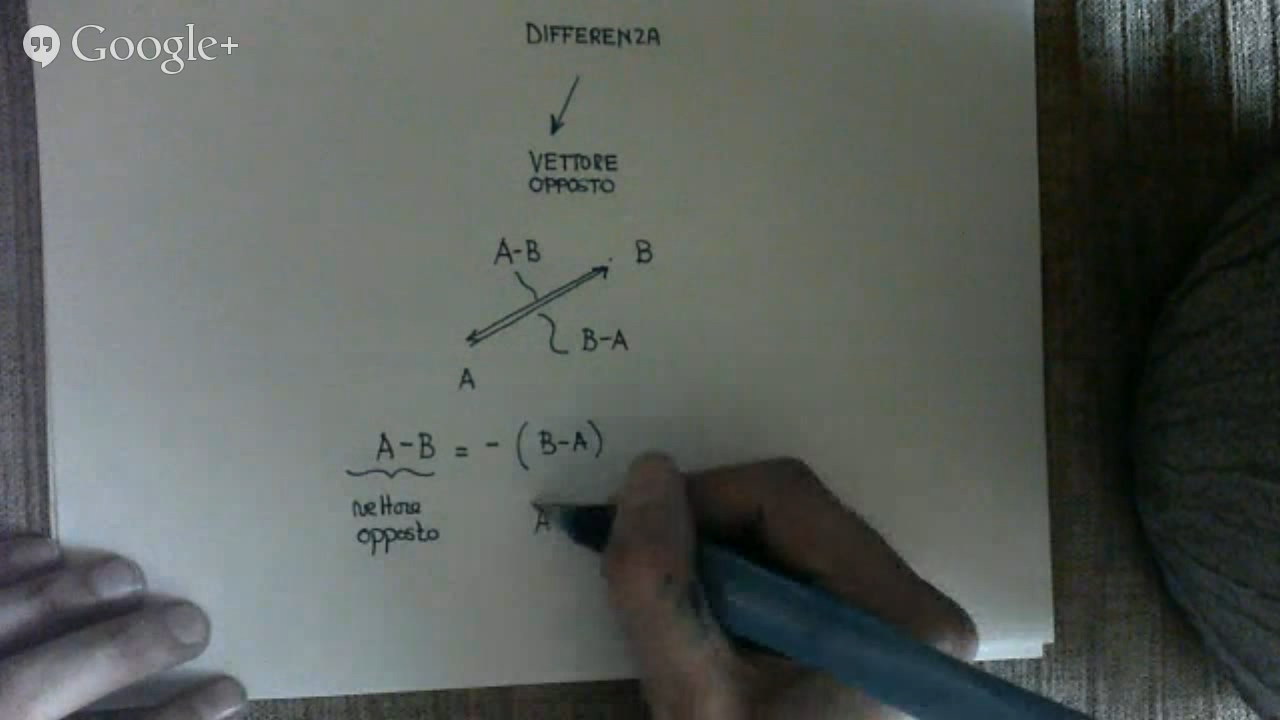 Google+
DIFFERENZA
VETTORE
OPPOSTO
A-B
B
B-A
A
A-B = - (B-A)
vettore
opposto
A